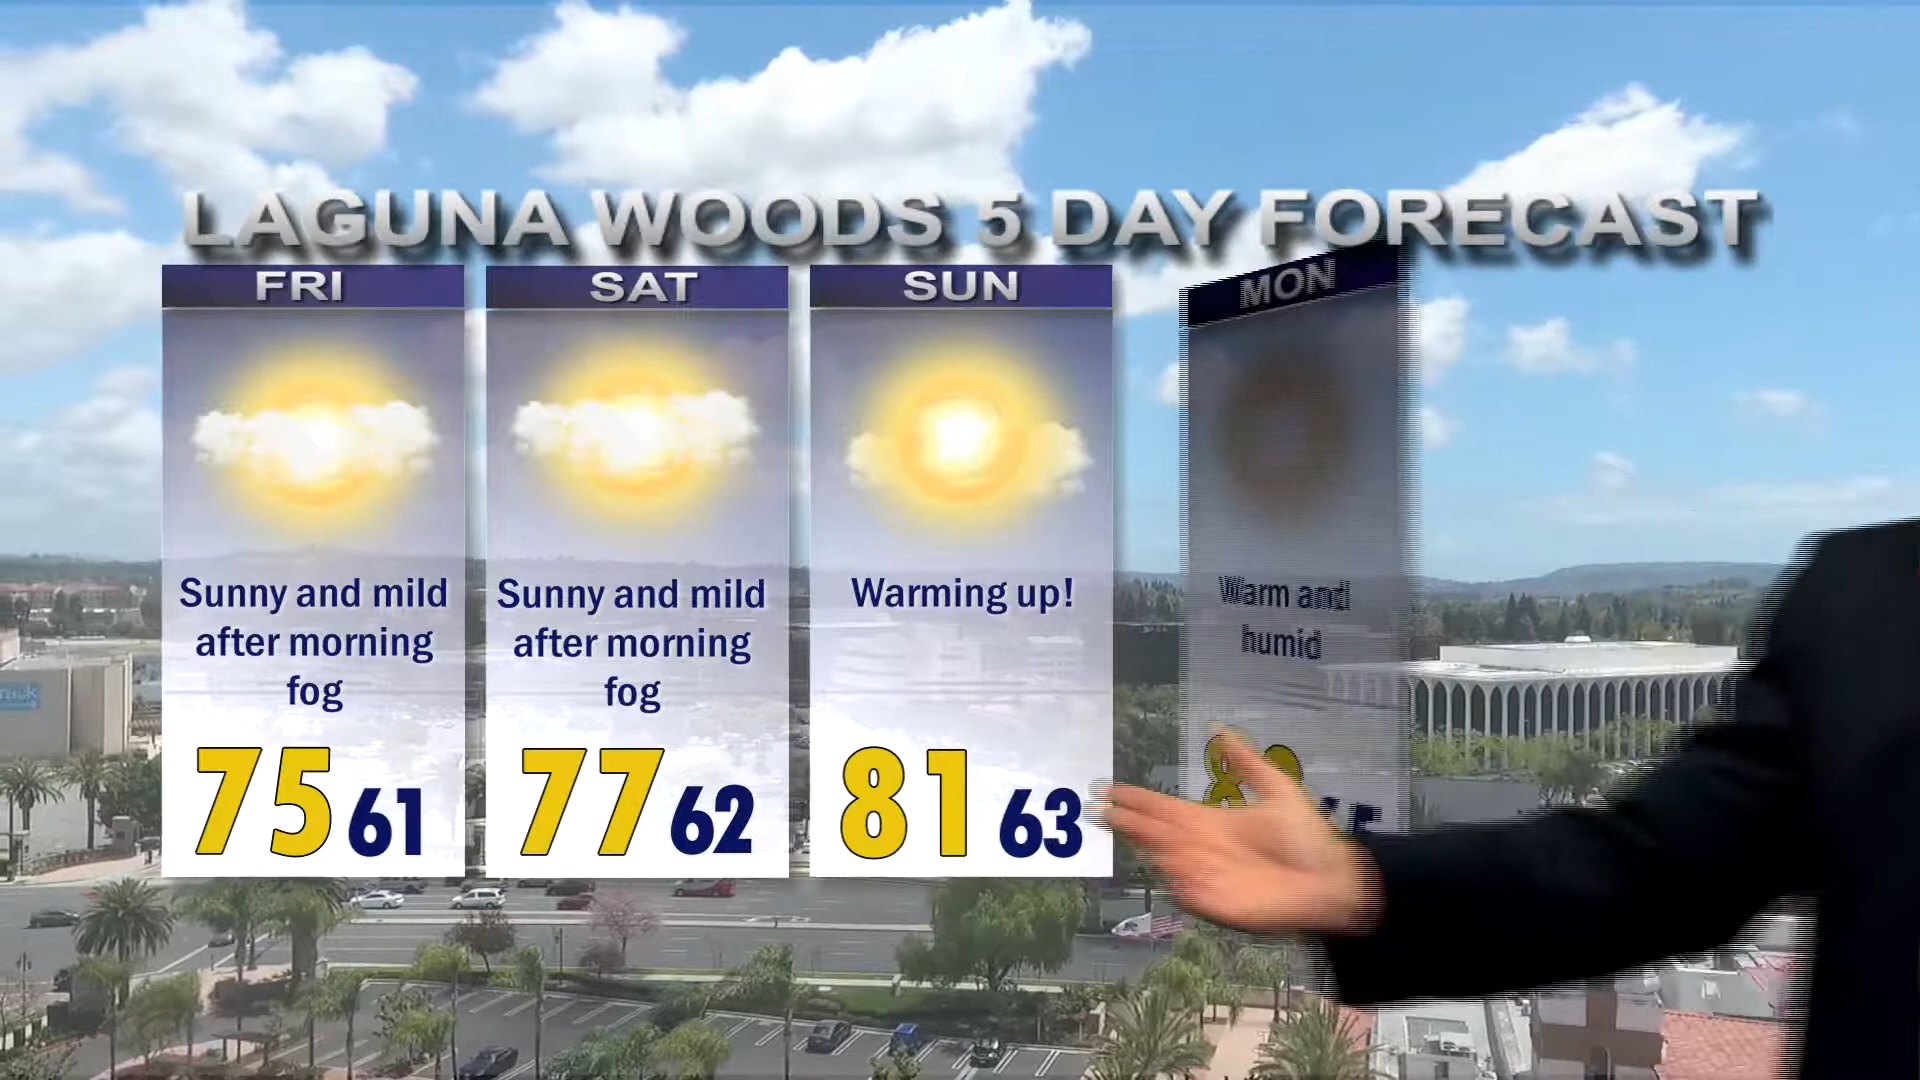 LAGUNA WOODS 5 DAY FORECAST
FRI
Sunny and mild
after morning
fog
75 61
SAT
Sunny and mild
after morning
fog
77 62
SUN
Warming up!
81 63
MON
Warm and
humid